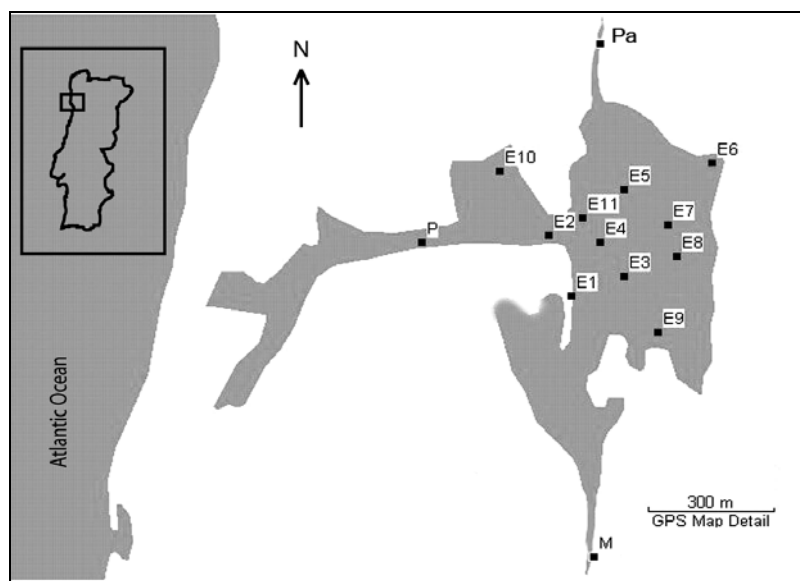 N
Pa
E10
E6
E5
E11
E7
E2
E4
P
E8
E3
E1
E9
Atlantic Ocean
300 m
GPS Map Detail
M